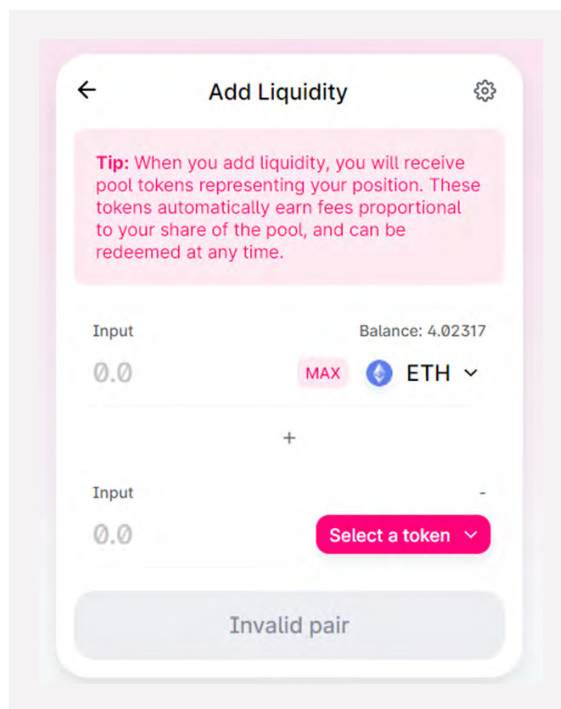 Add Liquidity
Tip: When you add liquidity, you will receive
pool tokens representing your position. These
tokens automatically earn fees proportional
to your share of the pool, and can be
redeemed at any time.
Input Balance: 4.02317
0.0 MAX ETH
+
Input -
0.0 Select a token
Invalid pair